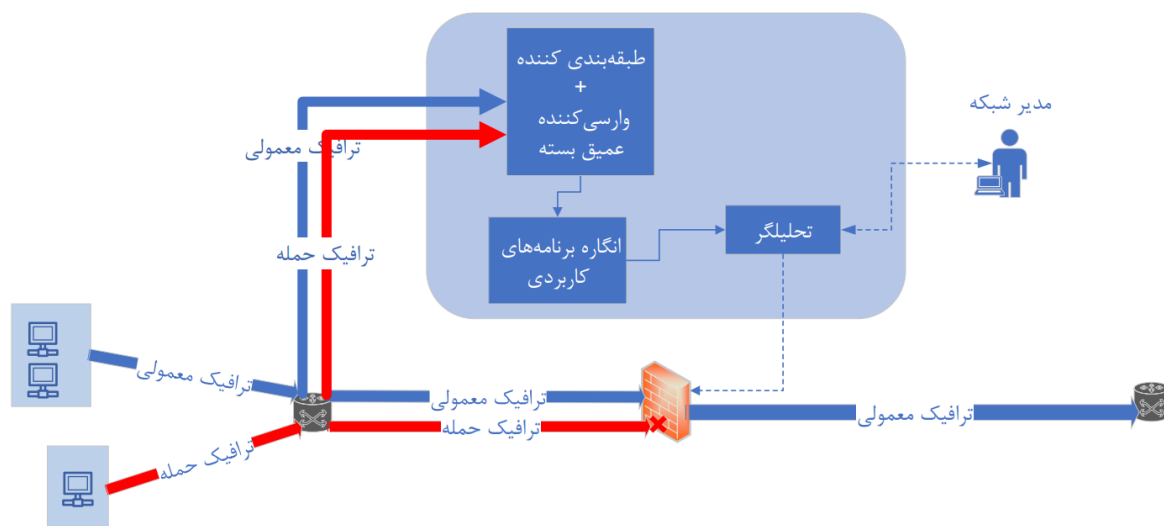 طبقه‌بندی کننده
+
وارسی‌کننده
عمیق بسته
مدیر شبکه
ترافیک معمولی
ترافیک حمله
انگاره برنامه‌های
کاربردی
تحلیلگر
ترافیک معمولی
ترافیک معمولی
ترافیک معمولی
ترافیک حمله
ترافیک حمله